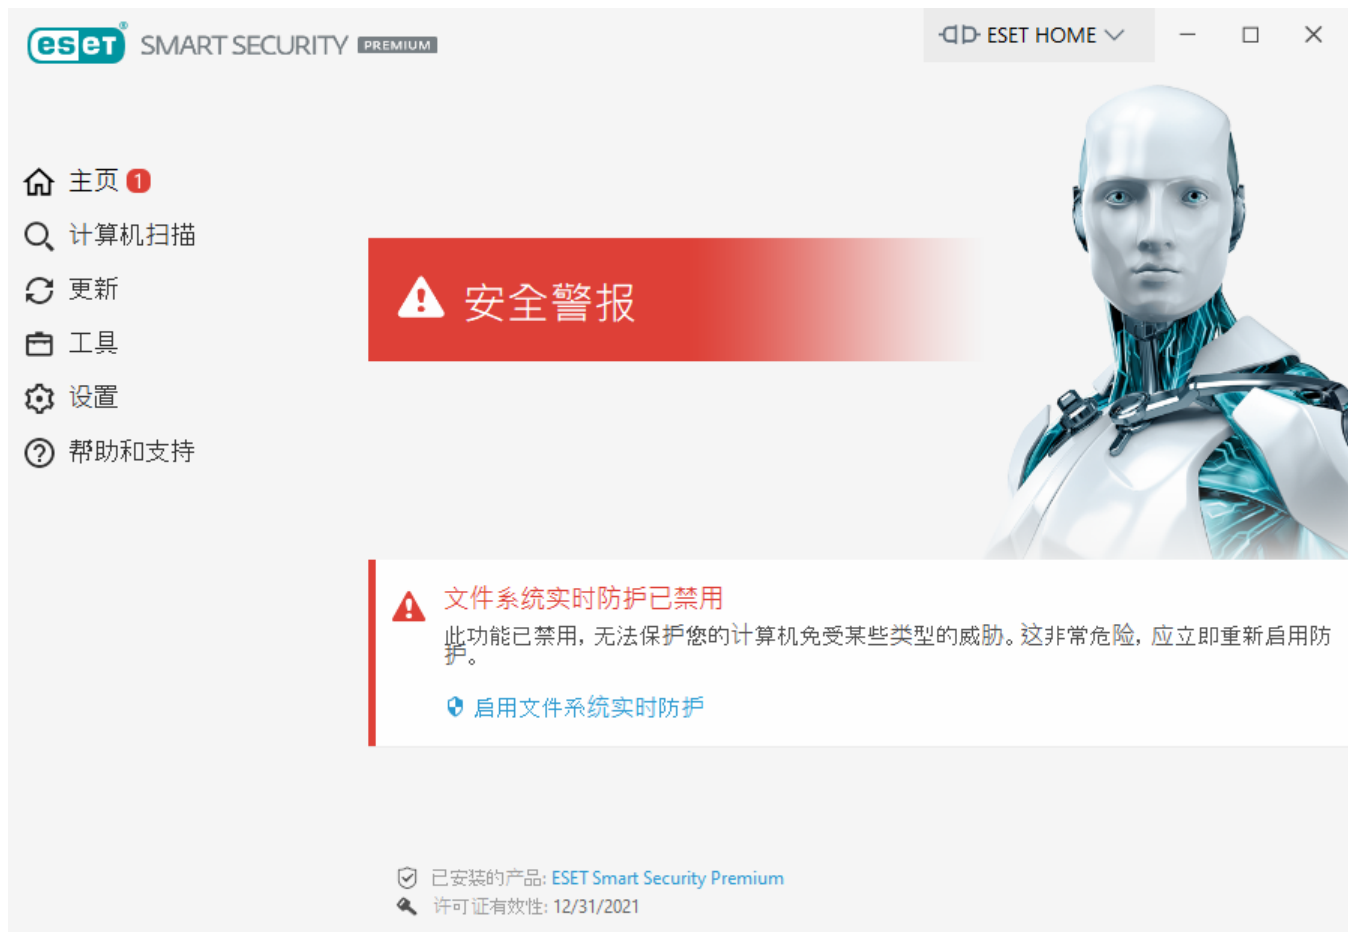 eset® SMART SECURITY PREMIUM
ESET HOME
主页 1
计算机扫描
更新
工具
设置
帮助和支持
安全警报
文件系统实时防护已禁用
此功能已禁用, 无法保护您的计算机免受某些类型的威胁。这非常危险, 应立即重新启用防
护。
启用文件系统实时防护
已安装的产品: ESET Smart Security Premium
许可证有效性: 12/31/2021